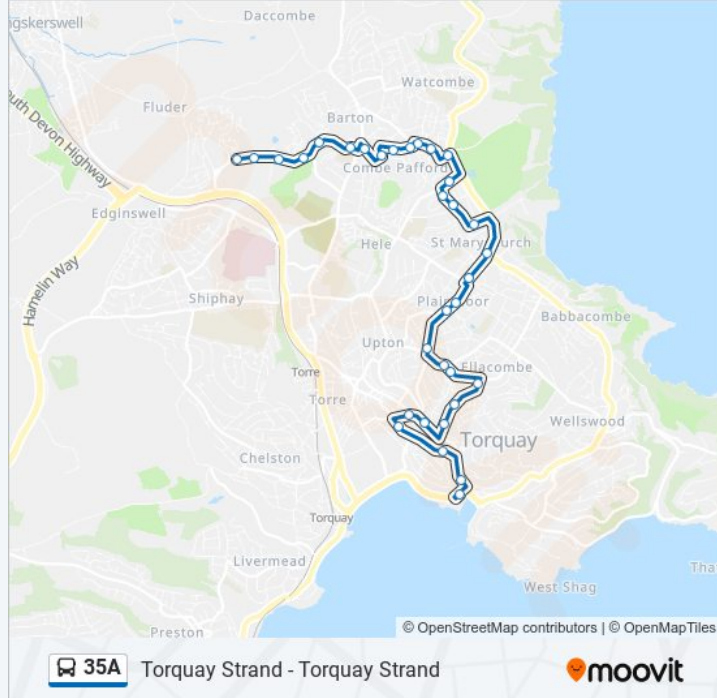 Daccombe
gskerswell
Watcombe
Fluder
Barton
outh Devon Highway
Combe Pafford
Edginswell
Hele
St Marychurch
Hamelin Way
Shiphay
Plainmoor
Babbacombe
Upton
Ellacombe
Torre
Torre
Wellswood
Torquay
Chelston
Torquay
Livermead
Tha
West Shag
Preston
© OpenStreetMap contributors | © OpenMapTiles
35A Torquay Strand - Torquay Strand
moovit